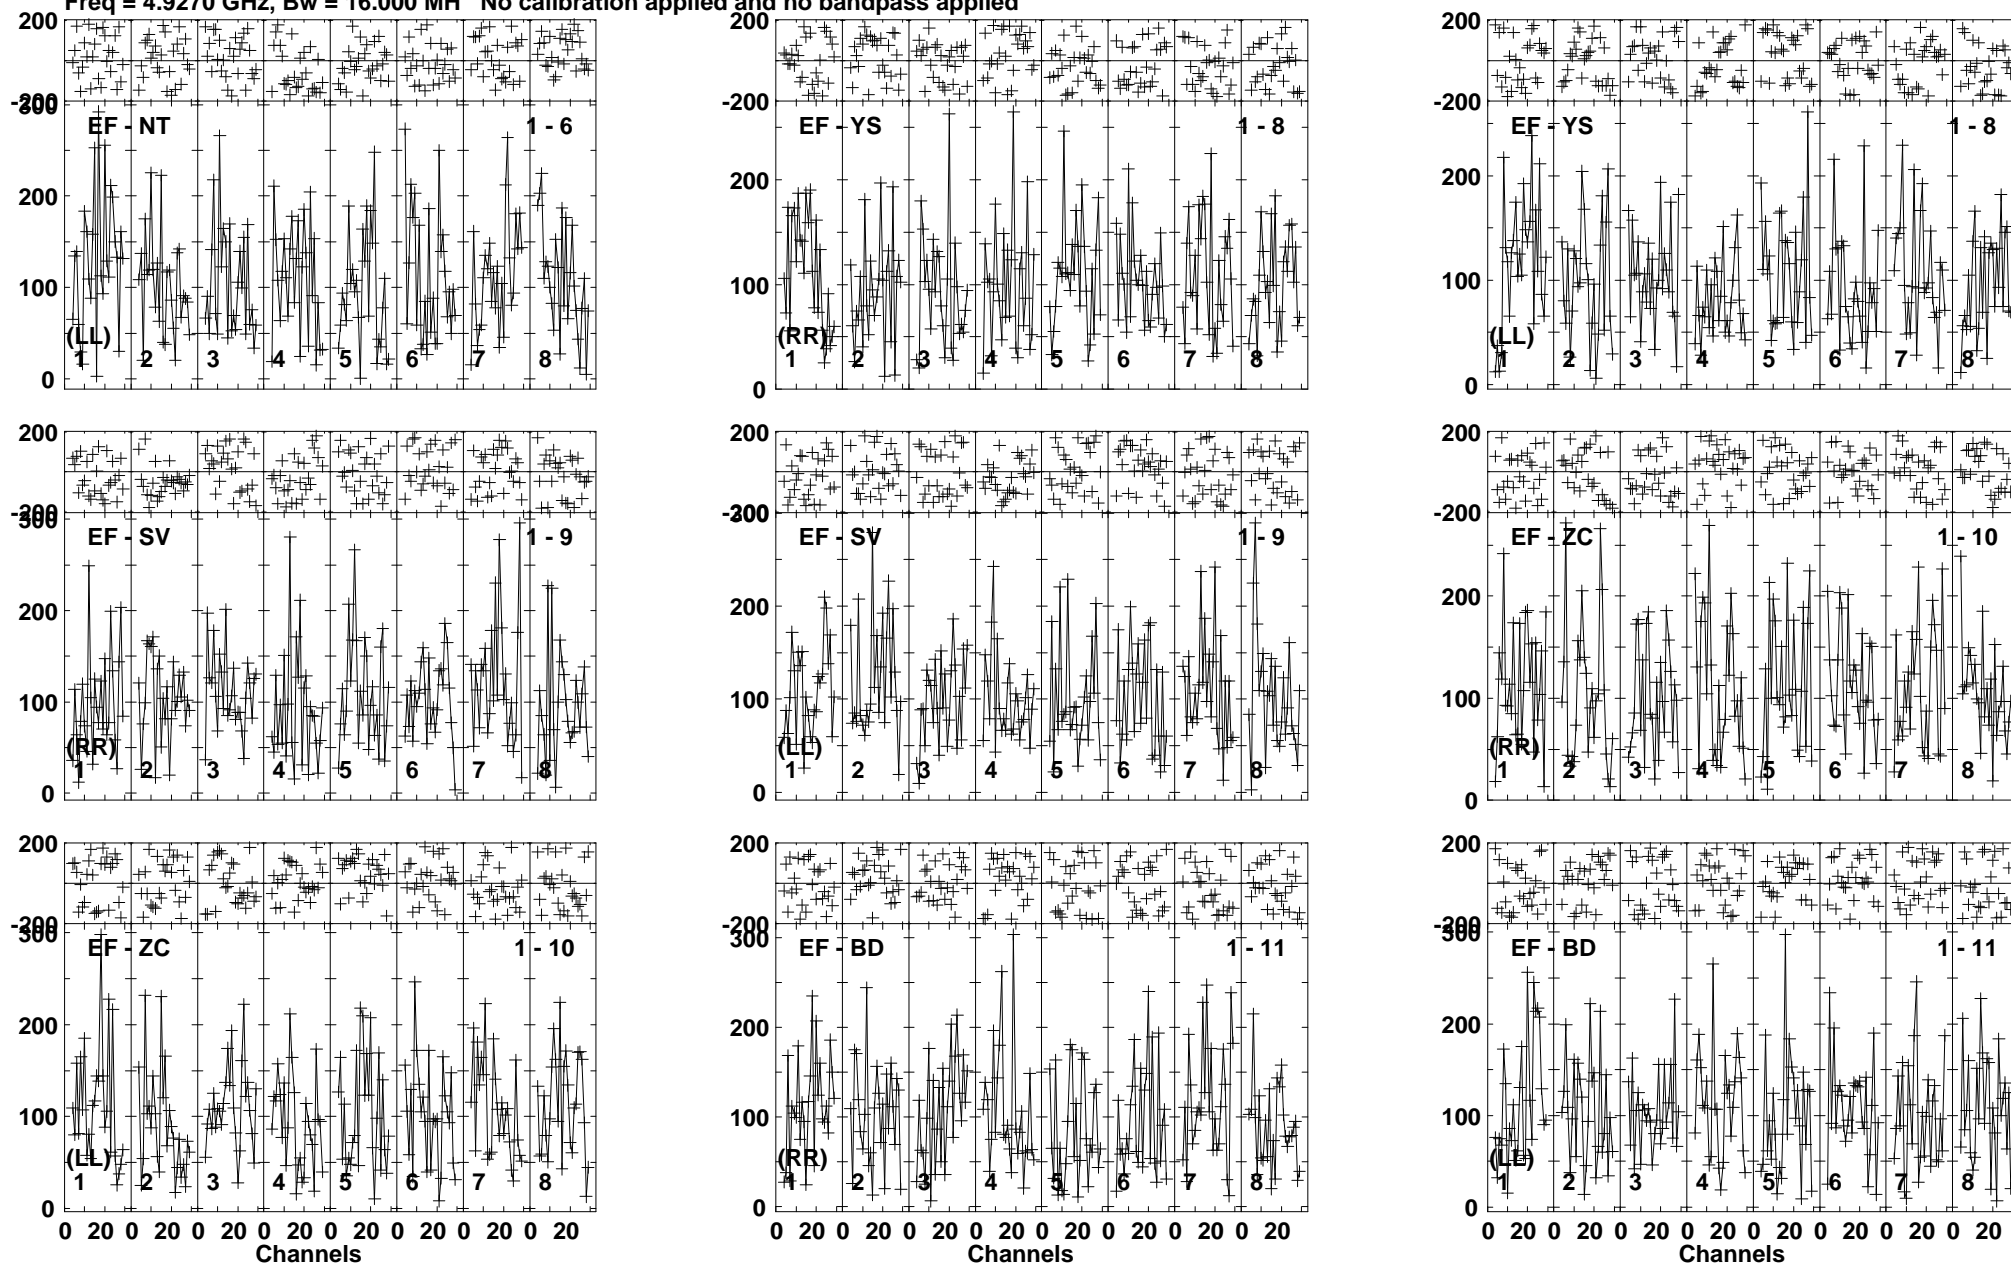 Freq = 4.9270 GHz, Bw = 16.000 MH No calibration applied and no bandpass applied
200 200 200
-200 -200 -200
300
EF - NT 1 - 6 EF - YS 1 - 8 EF - YS 1 - 8
200 200 200
100 100 100
(LL) (RR) (LL)
1 2 3 4 5 6 7 8 1 2 3 4 5 6 7 8 1 2 3 4 5 6 7 8
0 0 0
200 200 200
-200 -200 -200
300 300
EF - SV 1 - 9 EF - SV 1 - 9 EF - ZC 1 - 10
200 200 200
100 100 100
(RR) (LL) (RR)
1 2 3 4 5 6 7 8 1 2 3 4 5 6 7 8 1 2 3 4 5 6 7 8
0 0 0
200 200 200
-200 -200 -200
300 300 300
EF - ZC 1 - 10 EF - BD 1 - 11 EF - BD 1 - 11
200 200 200
100 100 100
(LL) (RR) (LL)
1 2 3 4 5 6 7 8 1 2 3 4 5 6 7 8 1 2 3 4 5 6 7 8
0 0 0
0 20 0 20 0 20 0 20 0 20 0 20 0 20 0 20 0 20 0 20 0 20 0 20 0 20 0 20 0 20 0 20 0 20 0 20 0 20 0 20 0 20 0 20 0 20 0 20
Channels Channels Channels